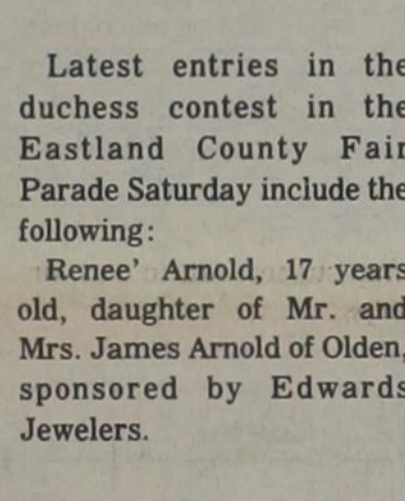 Latest entries in the
duchess contest in the
Eastland County Fair
Parade Saturday include the
following:
Renee' Arnold, 17 years
old, daughter of Mr. and
Mrs. James Arnold of Olden,
sponsored by Edwards
Jewelers.